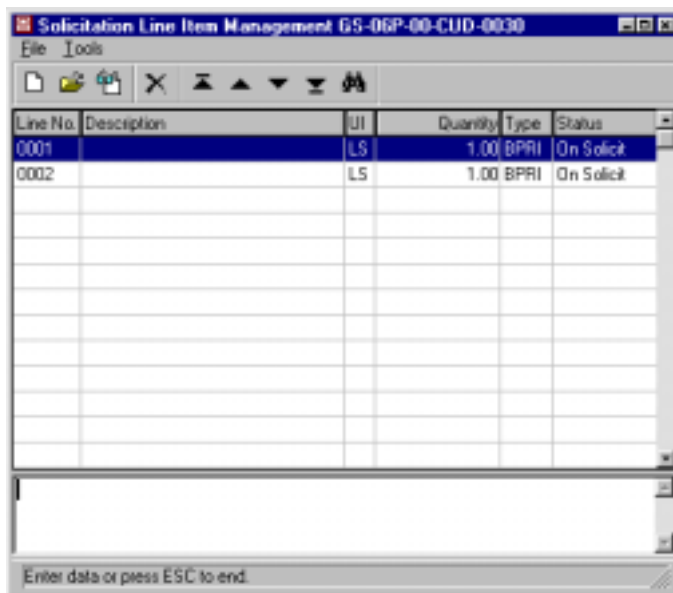 Solicitation Line Item Management GS-06P-00-CUD-0030
File Tools
Line No. Description UI Quantity Type Status
0001 LS 1.00 BPRI On Solicit
0002 LS 1.00 BPRI On Solicit
Enter data or press ESC to end.